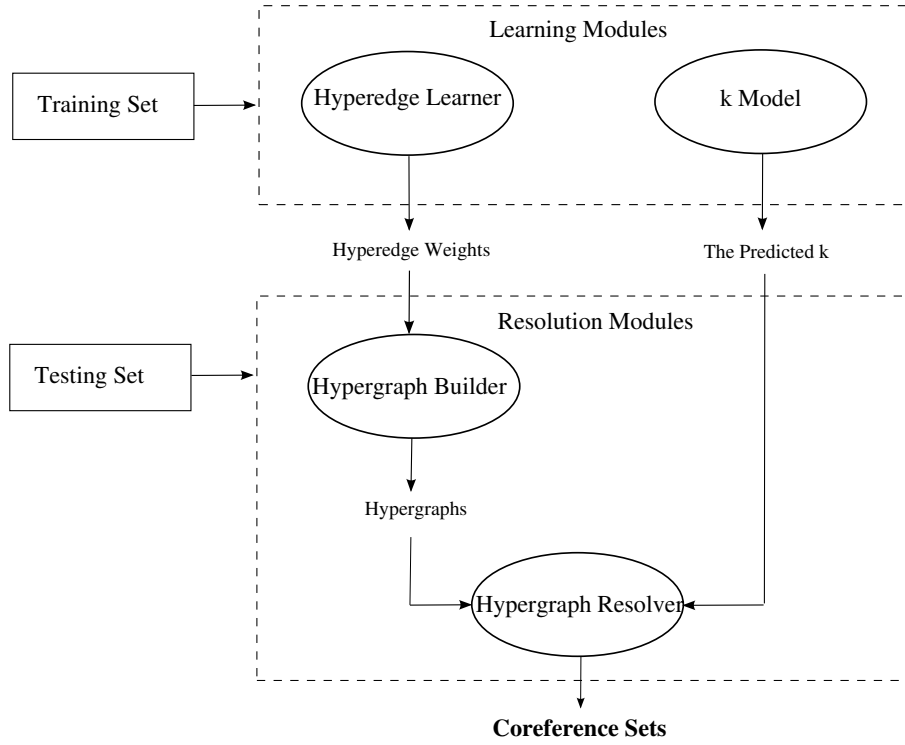 Learning Modules
Training Set
Hyperedge Learner
k Model
Hyperedge Weights
The Predicted k
Resolution Modules
Testing Set
Hypergraph Builder
Hypergraphs
Hypergraph Resolver
Coreference Sets